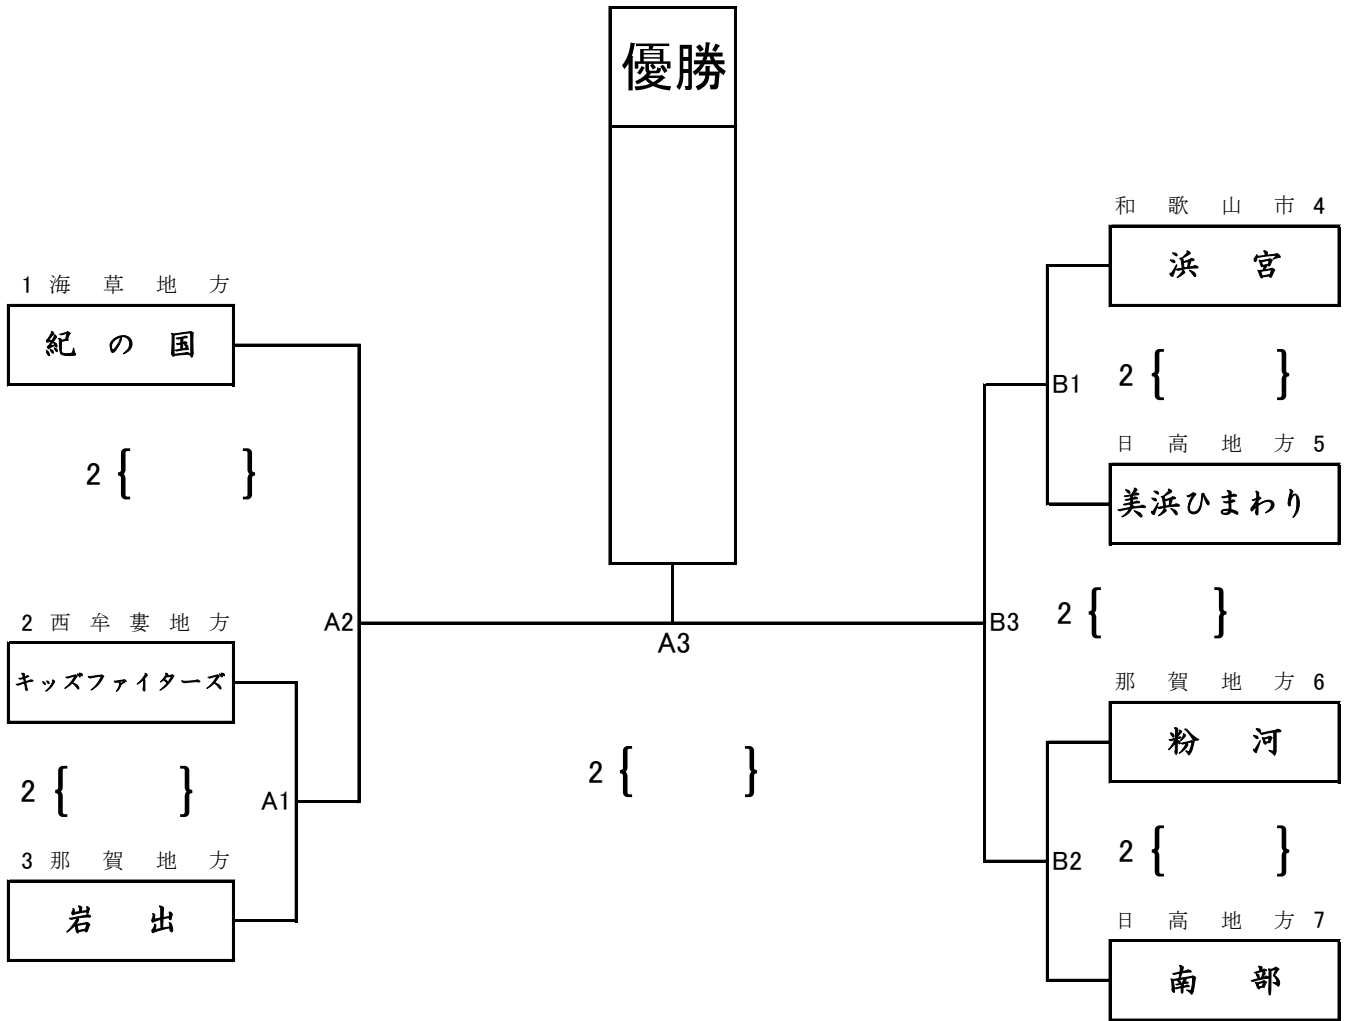 優勝
1 海草地方
紀の国
2 { }
2 西牟婁地方
キッズファイターズ
2 { }
3 那賀地方
岩出
A1
A2
A3
2 { }
和歌山市 4
浜宮
B1
2 { }
日高地方 5
美浜ひまわり
B3
2 { }
那賀地方 6
粉河
B2
2 { }
日高地方 7
南部